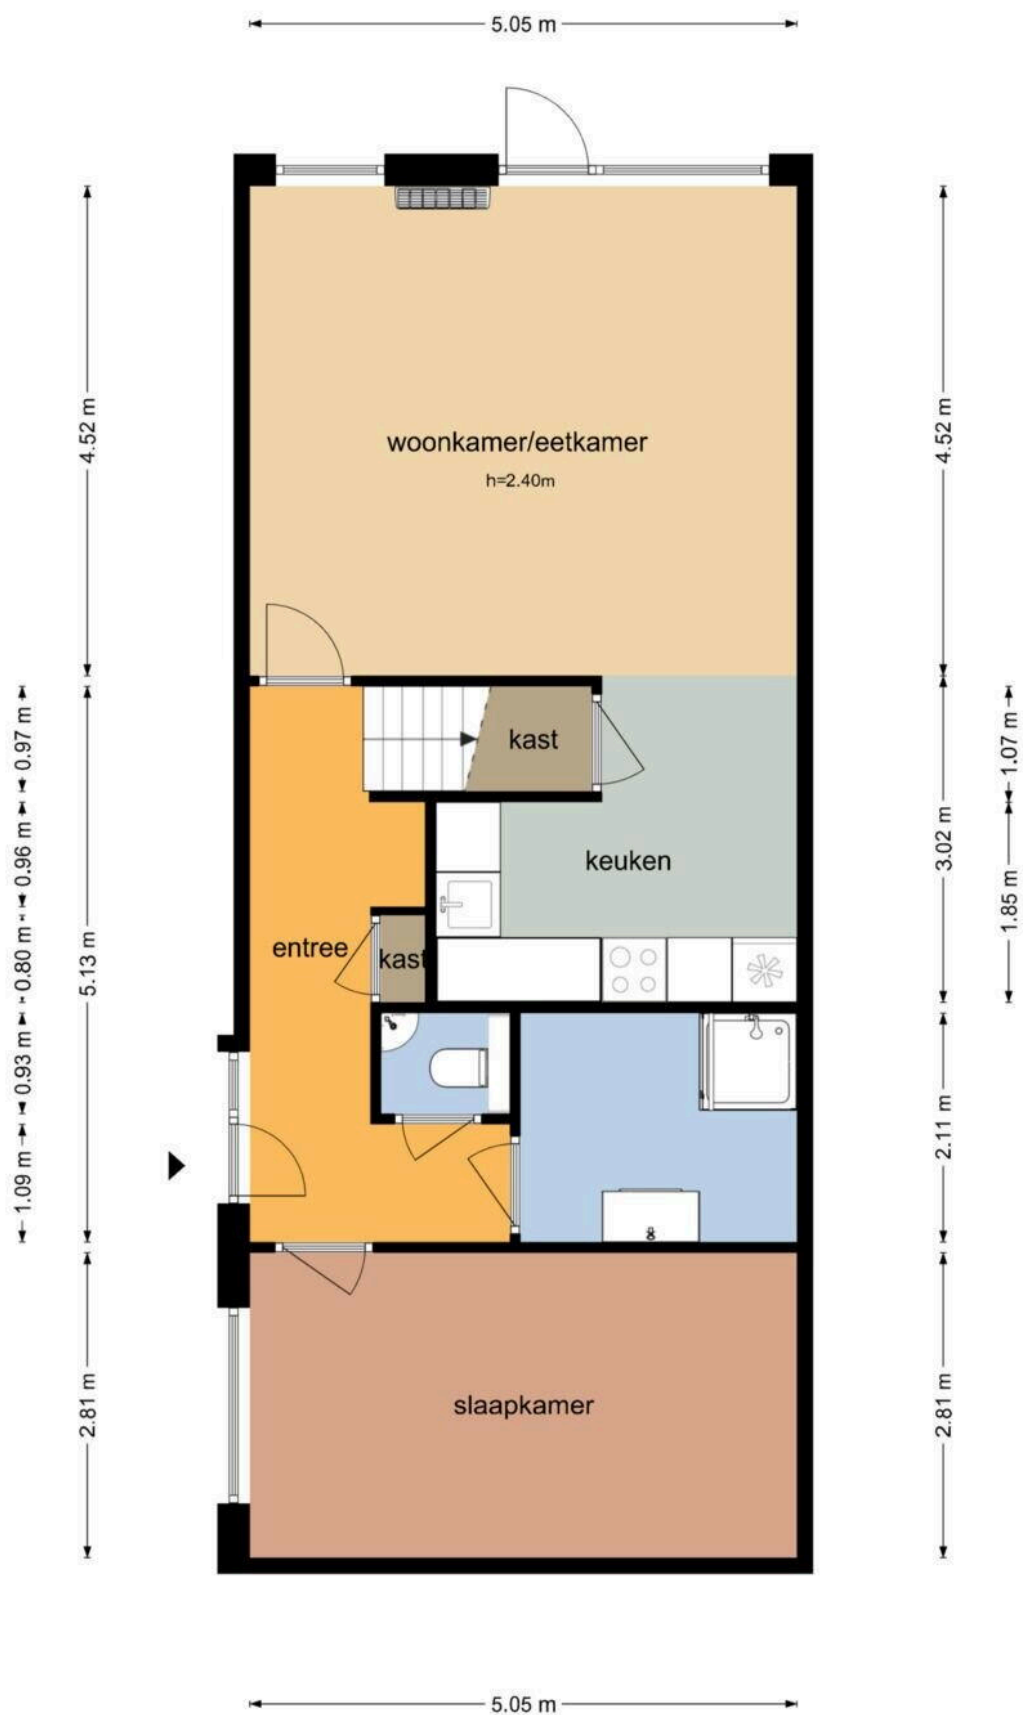 5.05 m
4.52 m
4.52 m
woonkamer/eetkamer
h=2.40m
0.97 m
0.96 m
0.80 m
0.93 m
1.09 m
5.13 m
kast
keuken
entree
kast
3.02 m
1.07 m
1.85 m
2.11 m
2.81 m
slaapkamer
2.81 m
5.05 m